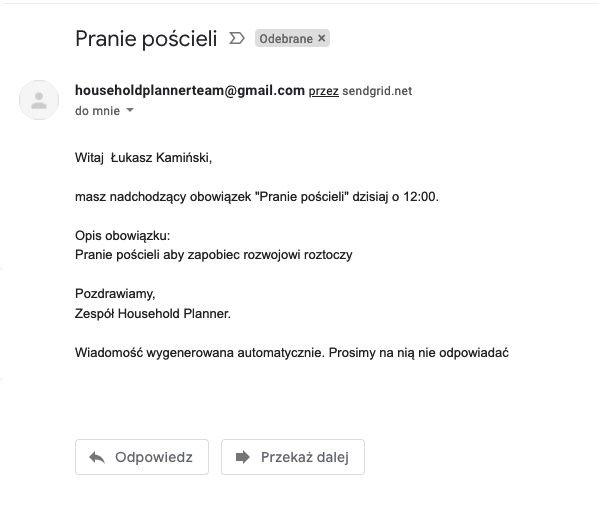 Pranie pościeli Odebrane ×
householdplannerteam@gmail.com przez sendgrid.net
do mnie
Witaj Łukasz Kamiński,
masz nadchodzący obowiązek "Pranie pościeli" dzisiaj o 12:00.
Opis obowiązku:
Pranie pościeli aby zapobiec rozwojowi roztoczy
Pozdrawiamy,
Zespół Household Planner.
Wiadomość wygenerowana automatycznie. Prosimy na nią nie odpowiadać
Odpowiedz Przekaż dalej